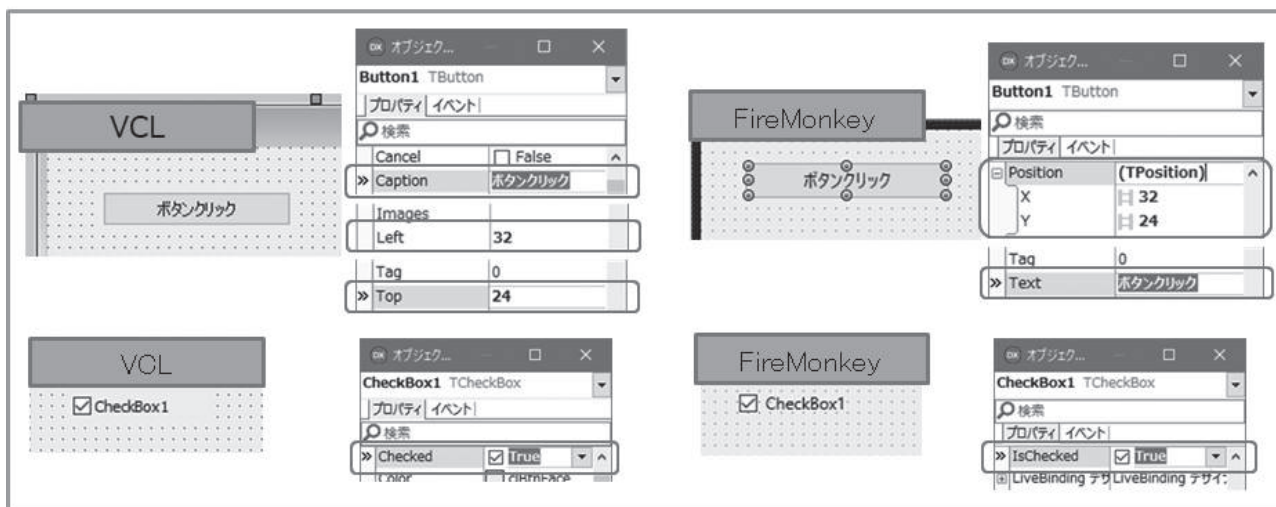 VCL
ボタンクリック
オブジェク...
Button1 TButton
プロパティ イベント
検索
Cancel False
Caption ボタンクリック
Images
Left 32
Tag 0
Top 24
FireMonkey
ボタンクリック
オブジェク...
Button1 TButton
検索
プロパティ イベント
Position (TPosition)
X 32
Y 24
Tag 0
Text ボタンクリック
VCL
CheckBox1
オブジェク...
CheckBox1 TCheckBox
プロパティ イベント
検索
Checked True
Color clBtnFace
FireMonkey
CheckBox1
オブジェク...
CheckBox1 TCheckBox
検索
プロパティ イベント
IsChecked True
LiveBinding デサ LiveBinding デザイ